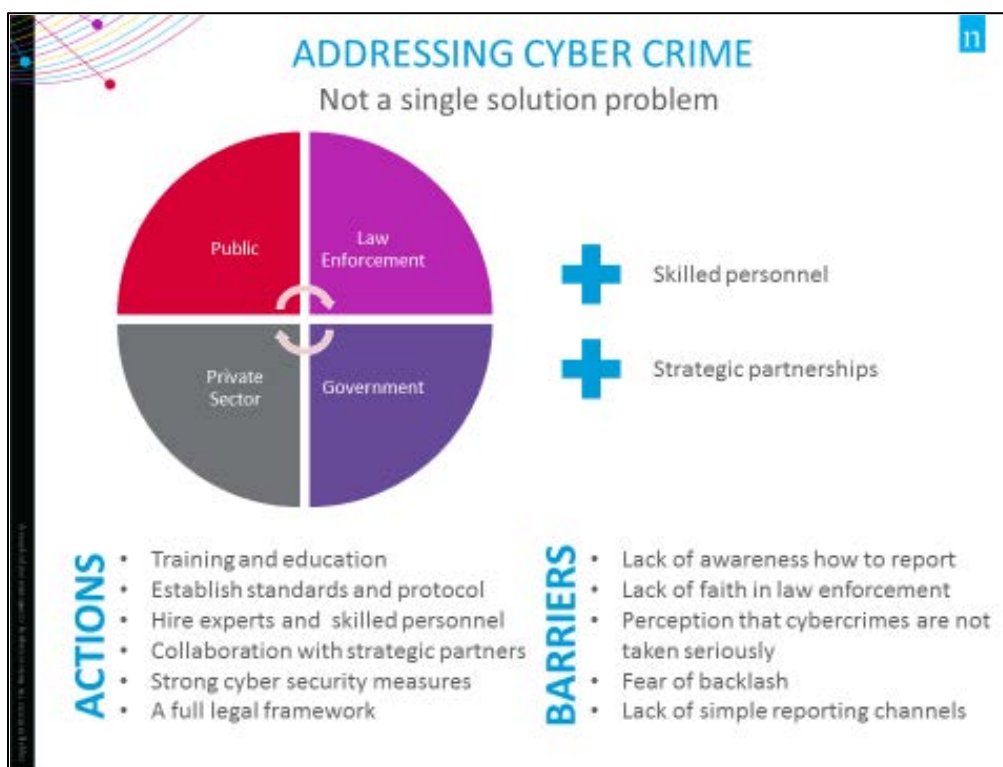 ADDRESSING CYBER CRIME
n
Not a single solution problem
Public
Law
Enforcement
Private
Sector
Government
Skilled personnel
Strategic partnerships
ACTIONS
• Training and education
• Establish standards and protocol
• Hire experts and skilled personnel
• Collaboration with strategic partners
• Strong cyber security measures
• A full legal framework
BARRIERS
• Lack of awareness how to report
• Lack of faith in law enforcement
• Perception that cybercrimes are not
taken seriously
• Fear of backlash
• Lack of simple reporting channels